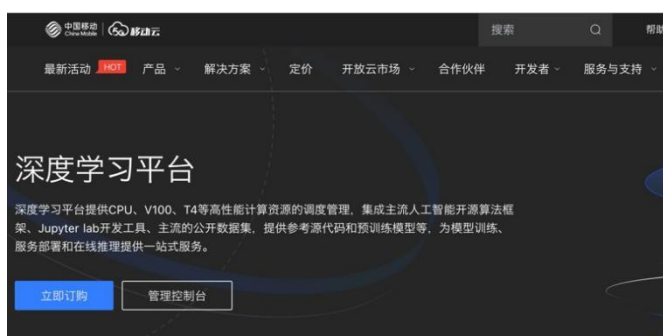 中国移动 China Mobile 5G 移动云 搜索
最新活动 HOT 产品 解决方案 定价 开放云市场 合作伙伴 开发者 服务与支持
深度学习平台
深度学习平台提供CPU、V100、T4等高性能计算资源的调度管理，集成主流人工智能开源算法框
架、Jupyter lab开发工具、主流的公开数据集，提供参考源代码和预训练模型等，为模型训练、
服务部署和在线推理提供一站式服务。
立即订购 管理控制台